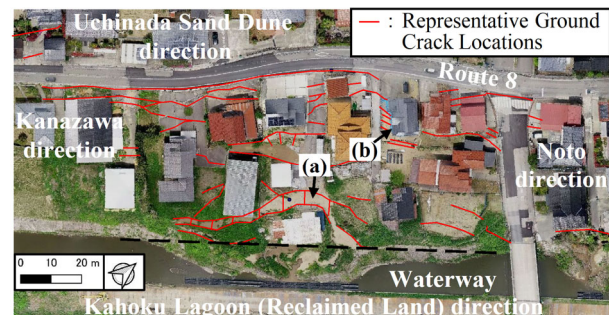 Uchinada Sand Dune
direction
: Representative Ground
Crack Locations
Route 8
Kanazawa
direction
(b)
Noto
direction
(a)
0 10 20 m
Waterway
Kahoku Lagoon (Reclaimed Land) direction